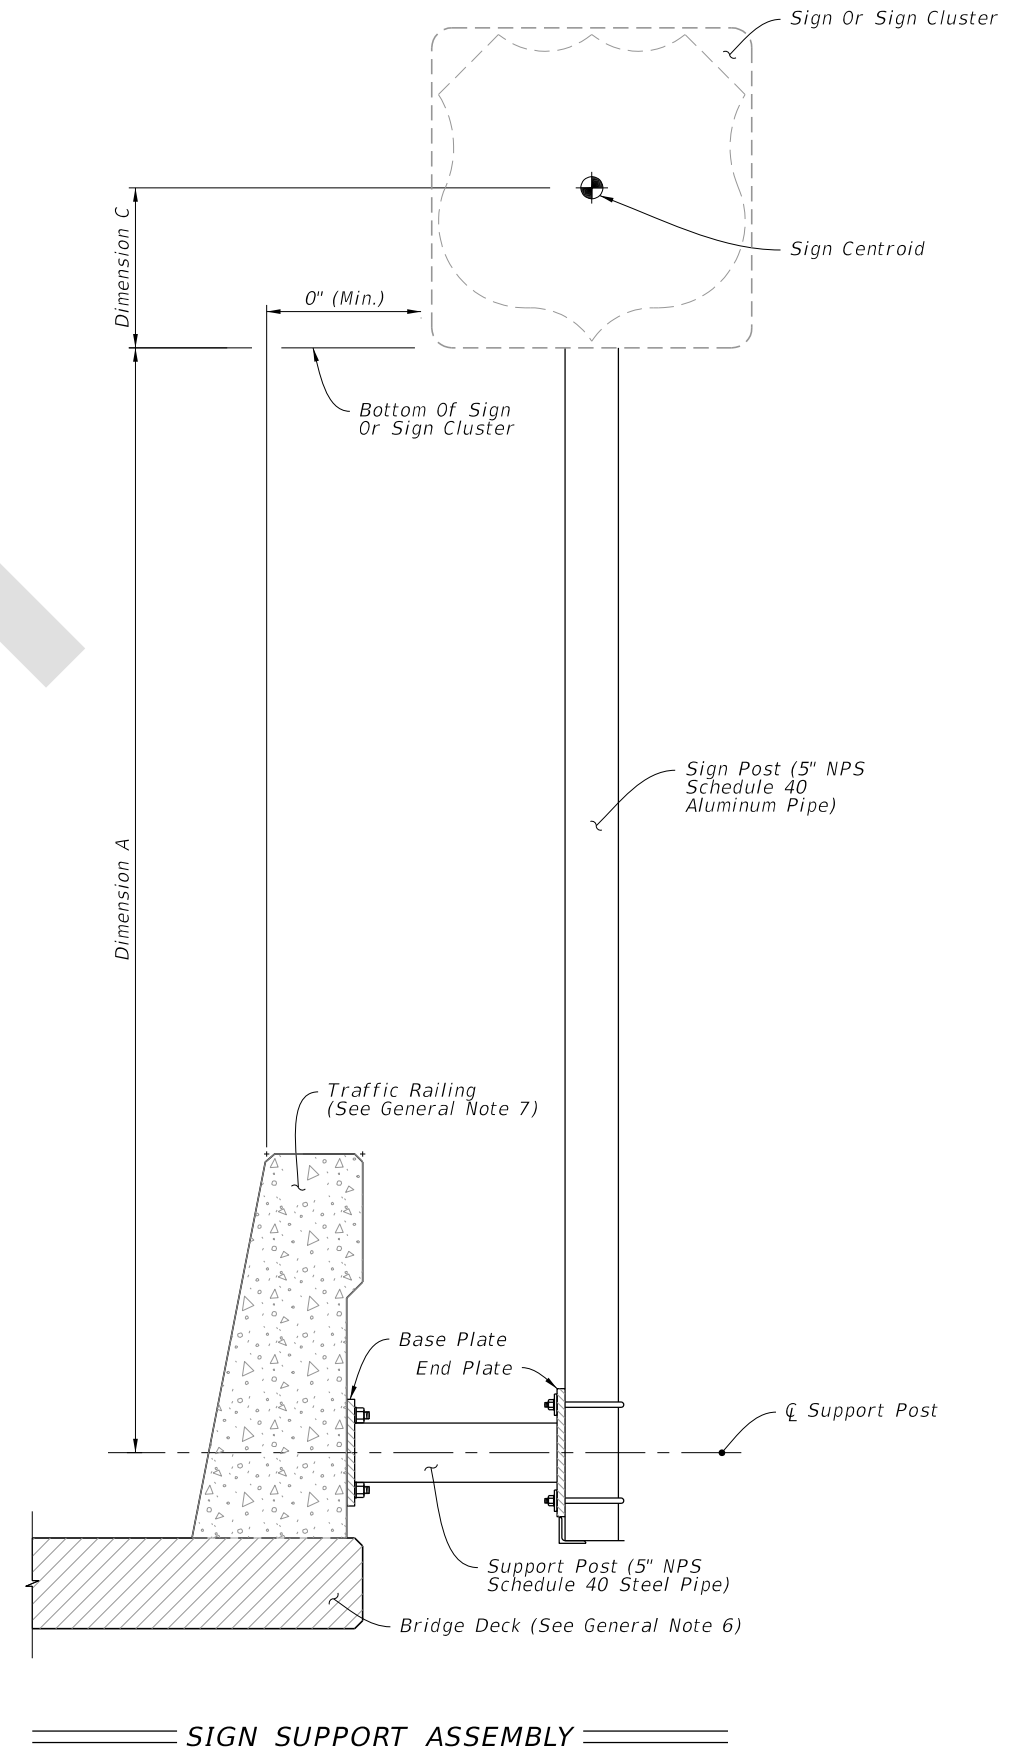 Sign Or Sign Cluster
Dimension C
Sign Centroid
0" (Min.)
Bottom Of Sign
Or Sign Cluster
Sign Post (5" NPS
Schedule 40
Aluminum Pipe)
Dimension A
Traffic Railing
(See General Note 7)
Base Plate
End Plate
℄ Support Post
Support Post (5" NPS
Schedule 40 Steel Pipe)
Bridge Deck (See General Note 6)
SIGN SUPPORT ASSEMBLY